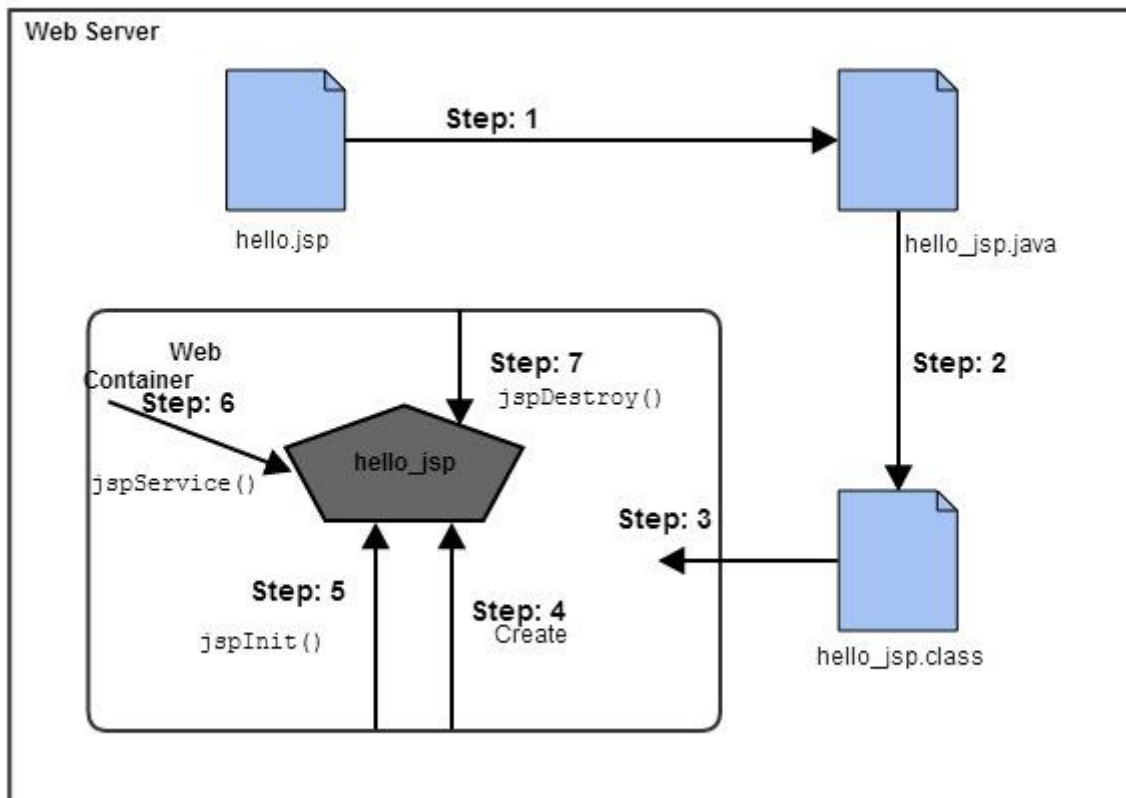 Web Server
Step: 1
hello.jsp
hello_jsp.java
Web
Container
Step: 6
jspService()
Step: 7
jspDestroy()
Step: 2
hello_jsp
Step: 3
Step: 5
jspInit()
Step: 4
Create
hello_jsp.class